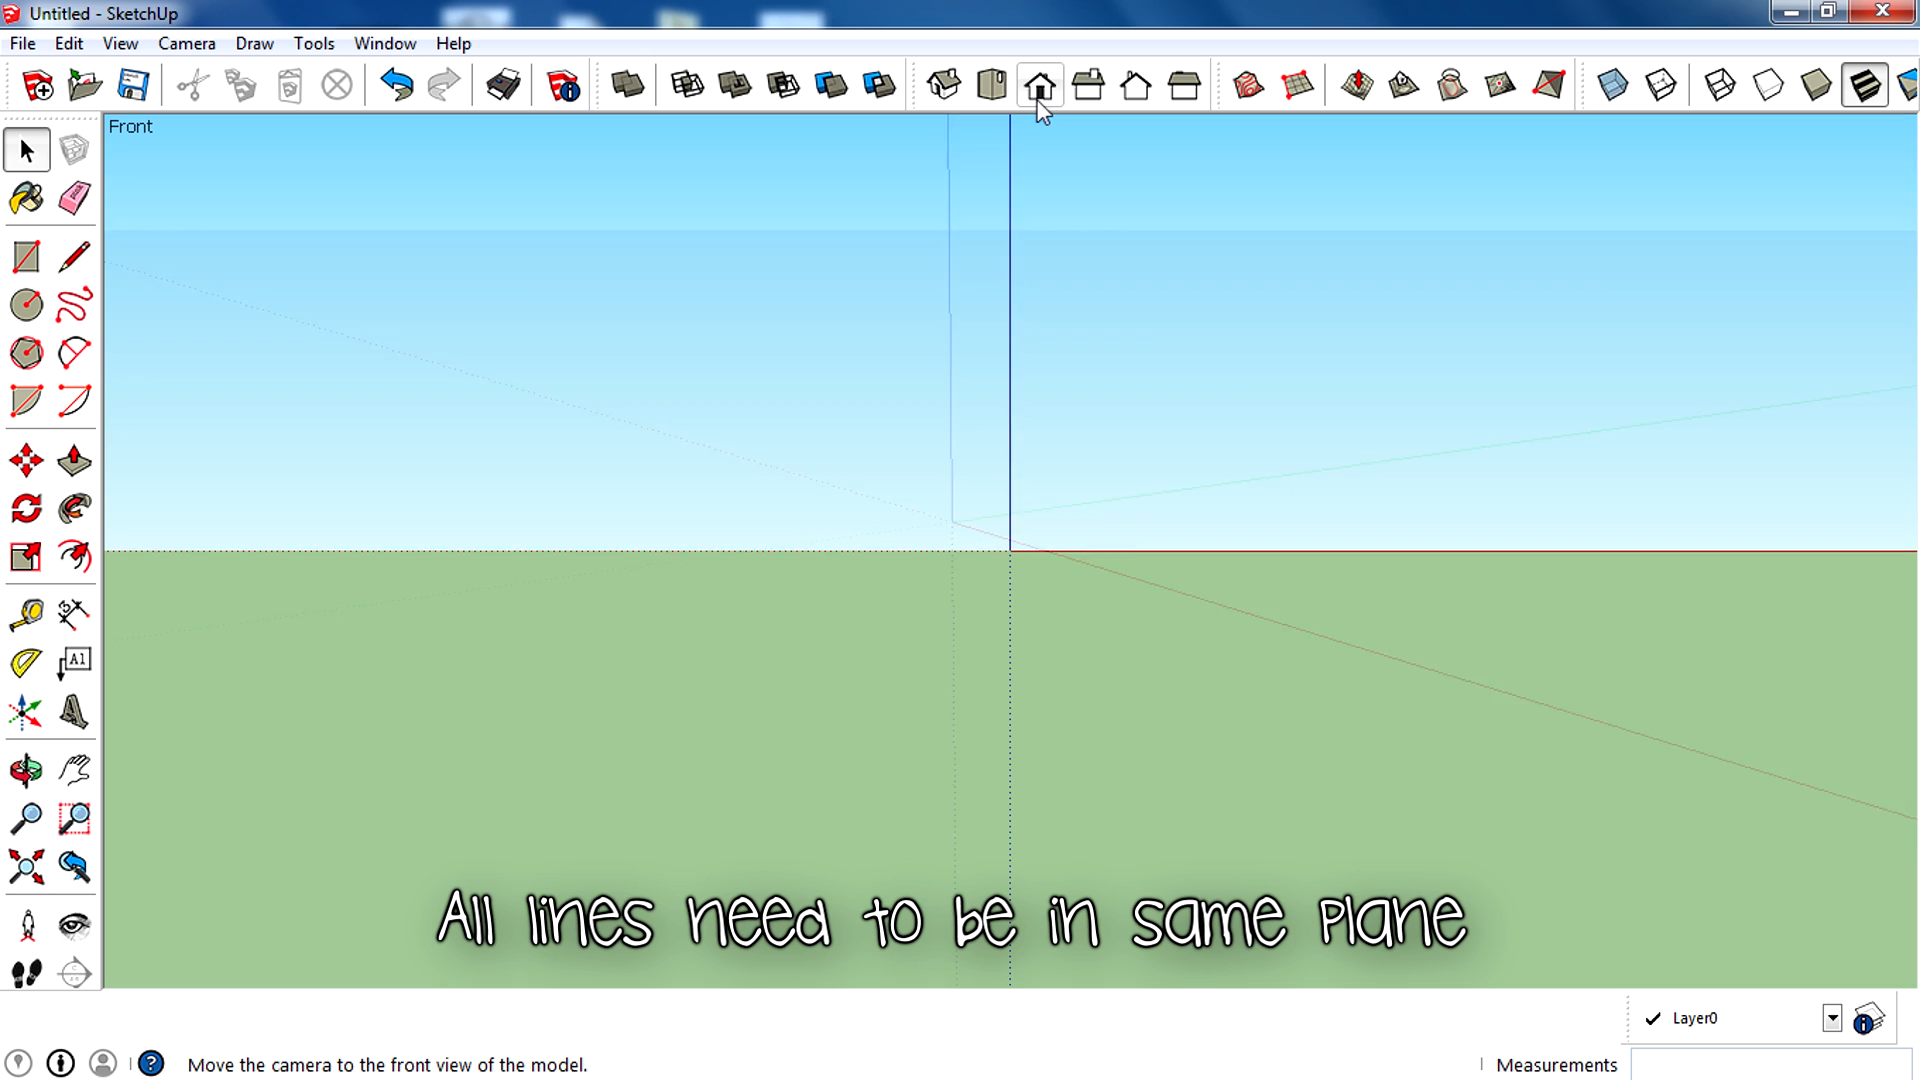 Untitled - SketchUp
File Edit View Camera Draw Tools Window Help
Front
A1
All lines need to be in same plane
Layer0
Move the camera to the front view of the model.
Measurements